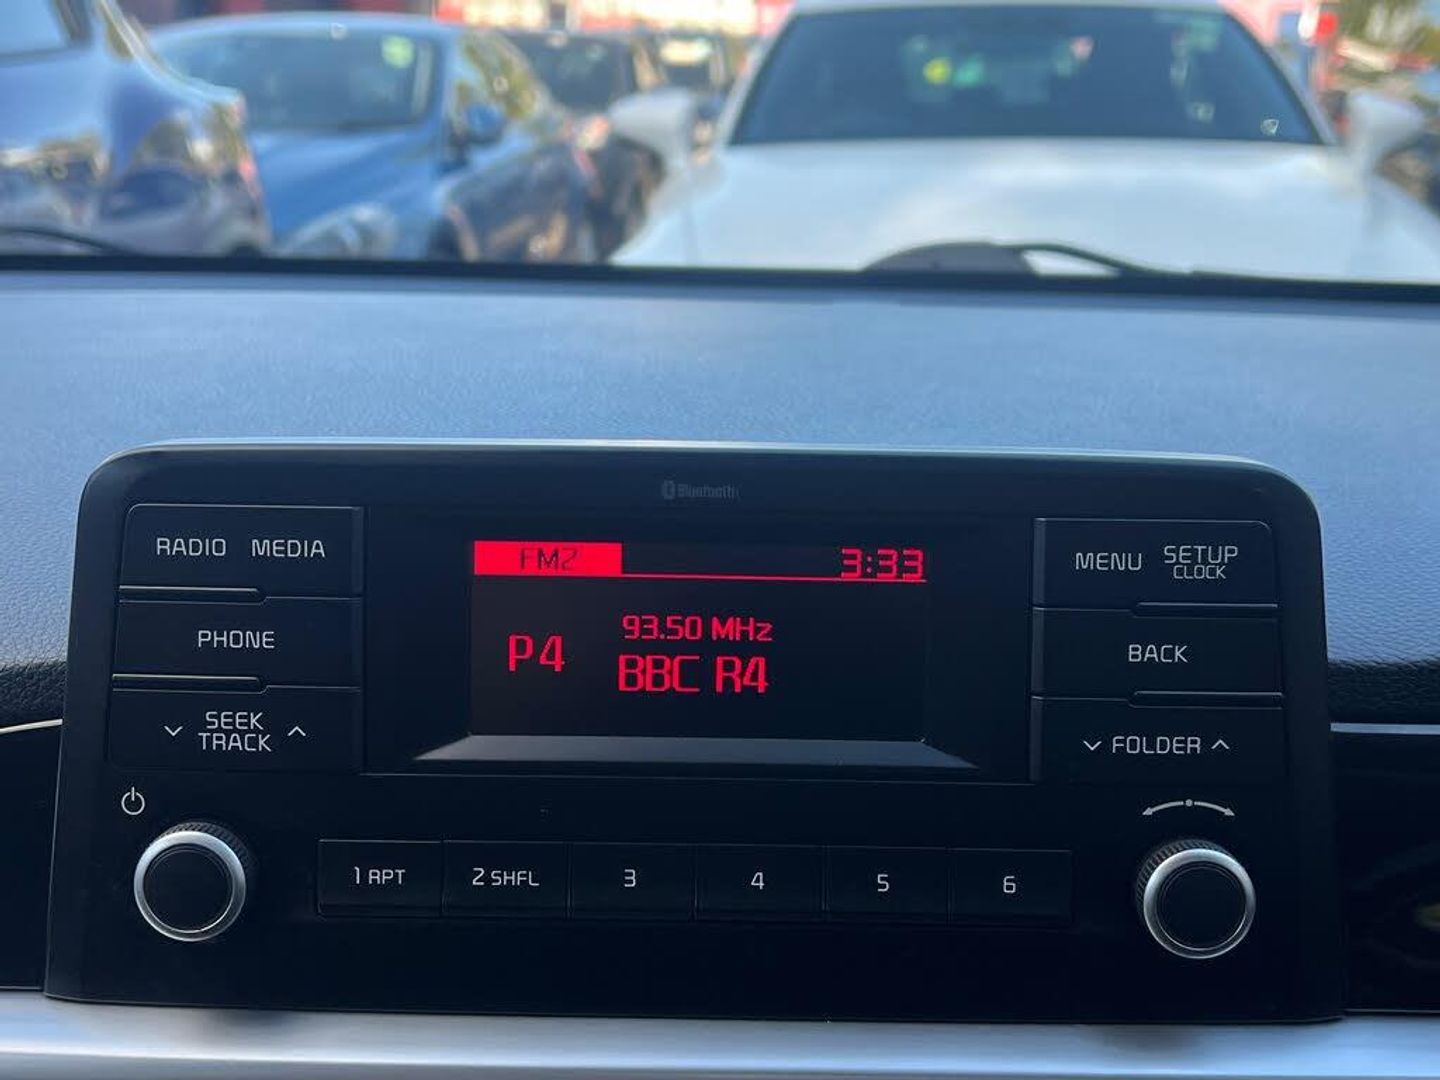 Bluetooth
RADIO MEDIA
PHONE
SEEK
TRACK
FM2 3:33
93.50 MHz
P4
BBC R4
MENU SETUP
CLOCK
BACK
FOLDER
1 RPT 2 SHFL 3 4 5 6